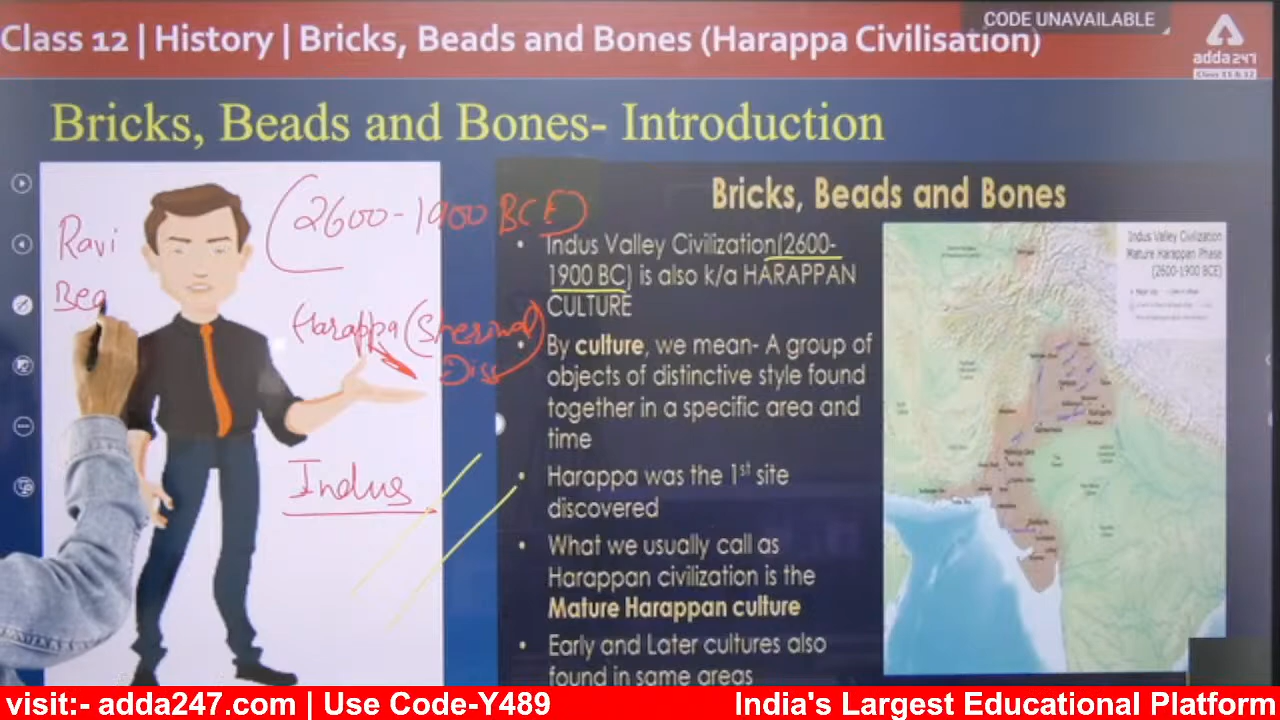 CODE UNAVAILABLE
Class 12 | History | Bricks, Beads and Bones (Harappa Civilisation)
adda247
Class 11 & 12
Bricks, Beads and Bones- Introduction
Ravi
Bea
(2600-1900 BCE)
Harappa
Indus
Bricks, Beads and Bones
• Indus Valley Civilization(2600-
1900 BC) is also k/a HARAPPAN
CULTURE
• By culture, we mean- A group of
objects of distinctive style found
together in a specific area and
time
• Harappa was the 1st site
discovered
• What we usually call as
Harappan civilization is the
Mature Harappan culture
• Early and Later cultures also
found in same areas
Indus Valley Civilization
Mature Harappan Phase
(2600-1900 BCE)
visit:- adda247.com | Use Code-Y489
India's Largest Educational Platform